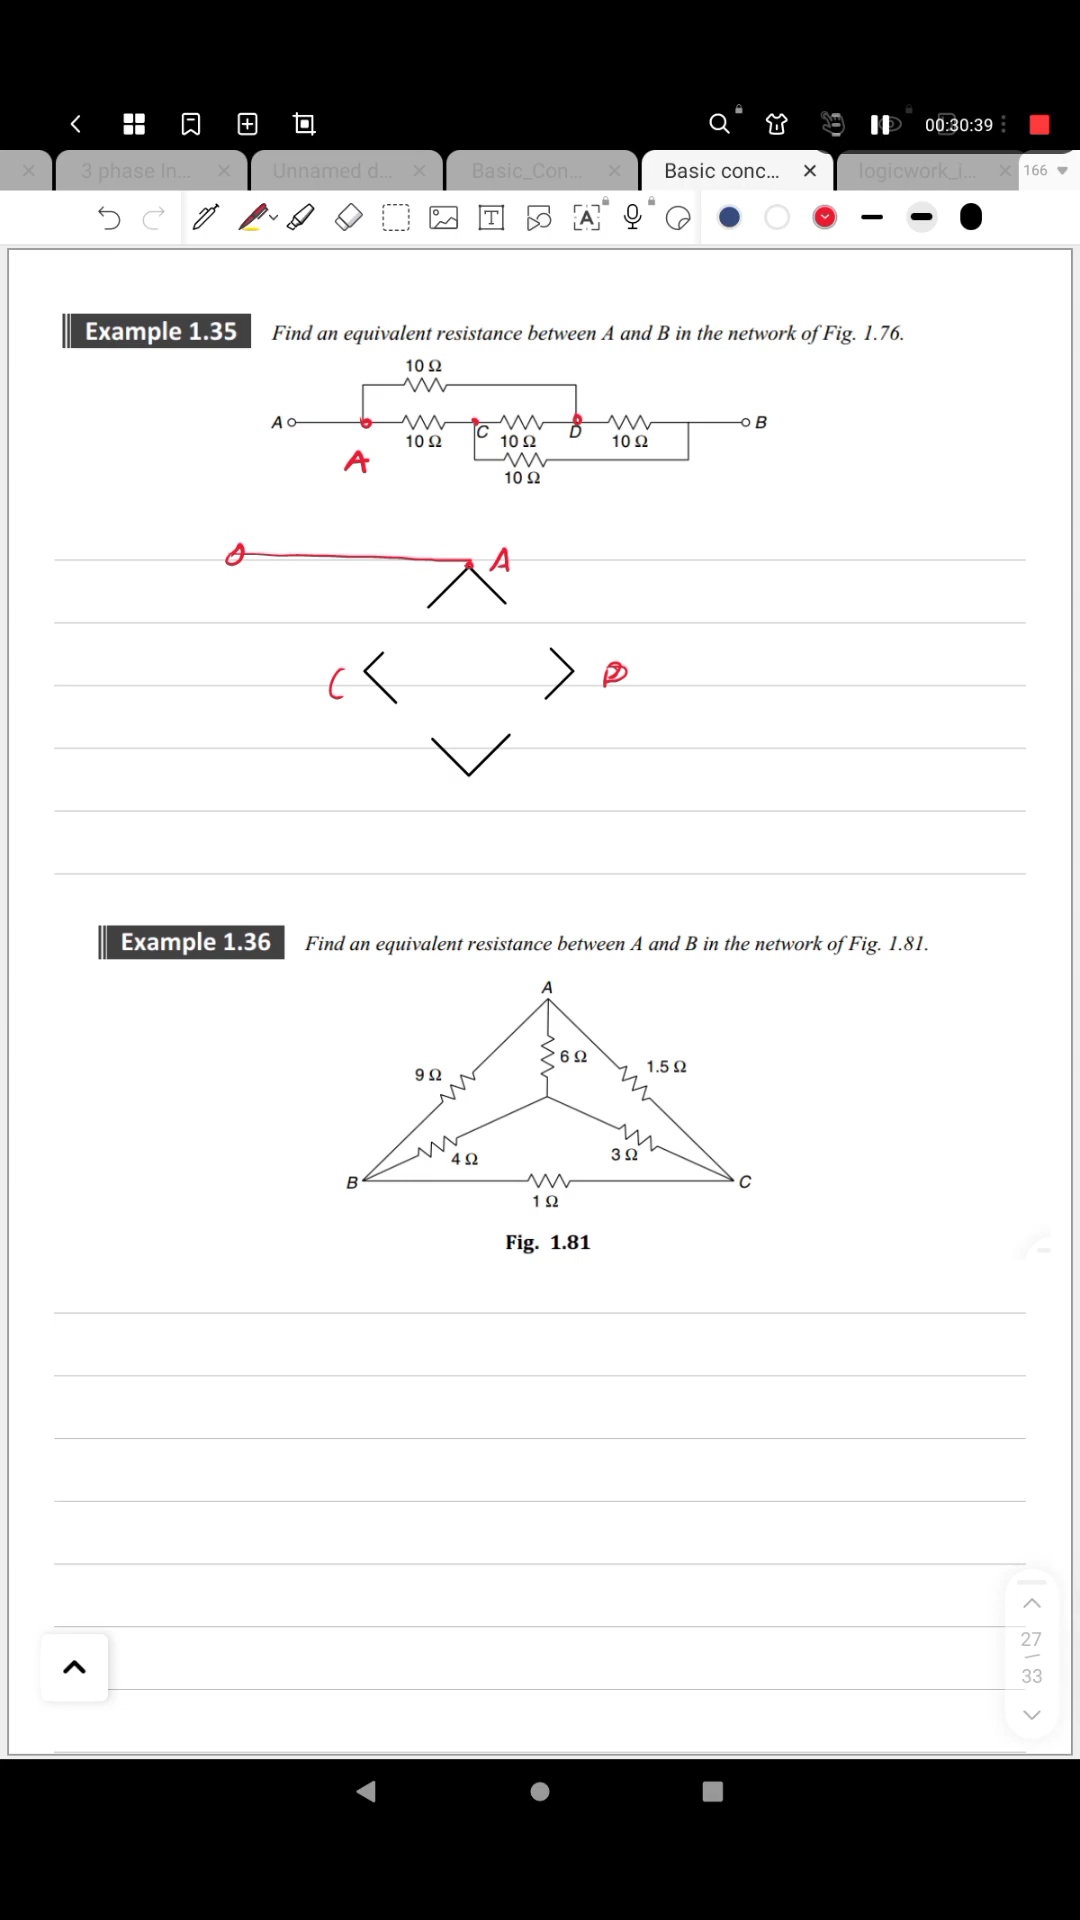 00:30:39
3 phase In...
Unnamed d...
Basic_Con...
Basic conc...
logicwork_i...
166
Example 1.35 Find an equivalent resistance between A and B in the network of Fig. 1.76.
10 Ω
A
B
C
D
10 Ω
10 Ω
10 Ω
A
10 Ω
A
C
Example 1.36 Find an equivalent resistance between A and B in the network of Fig. 1.81.
A
6 Ω
9 Ω
1.5 Ω
4 Ω
3 Ω
B
C
1 Ω
Fig. 1.81
27
33